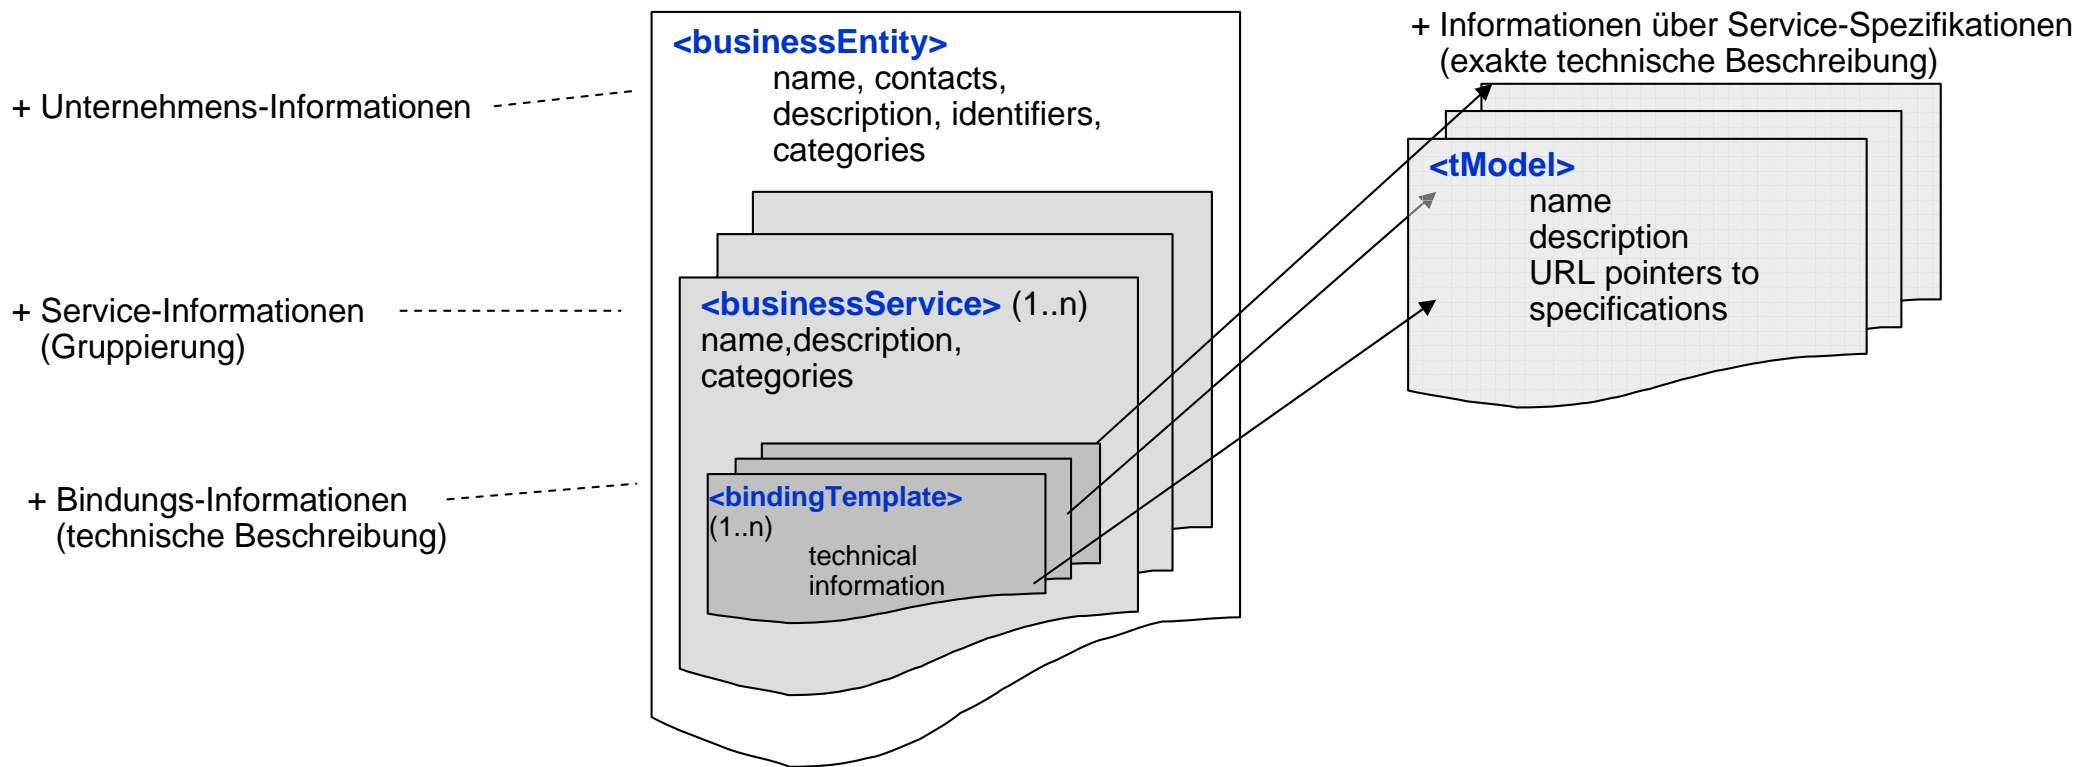 + Unternehmens-Informationen
+ Service-Informationen
(Gruppierung)
+ Bindungs-Informationen
(technische Beschreibung)
<businessEntity>
name, contacts,
description, identifiers,
categories
<businessService> (1..n)
name,description,
categories
<bindingTemplate>
(1..n)
technical
information
+ Informationen über Service-Spezifikationen
(exakte technische Beschreibung)
<tModel>
name
description
URL pointers to
specifications